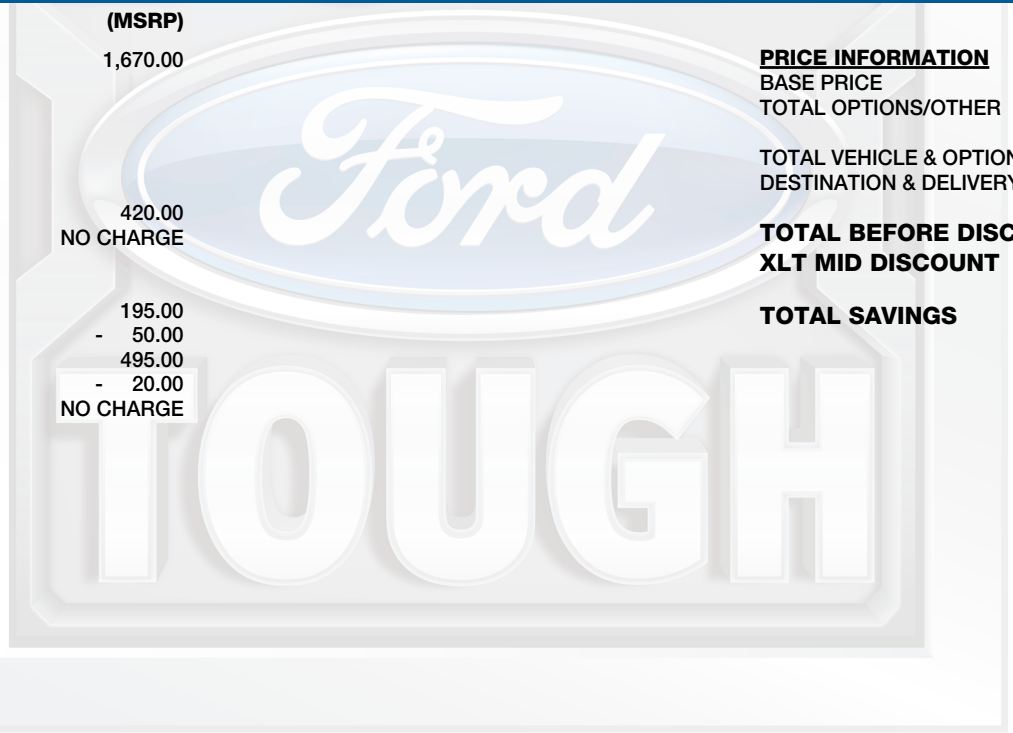 (MSRP)
1,670.00
420.00
NO CHARGE
195.00
- 50.00
495.00
- 20.00
NO CHARGE
PRICE INFORMATION
BASE PRICE
TOTAL OPTIONS/OTHER
TOTAL VEHICLE & OPTION
DESTINATION & DELIVERY
TOTAL BEFORE DISC
XLT MID DISCOUNT
TOTAL SAVINGS
Ford
TOUGH